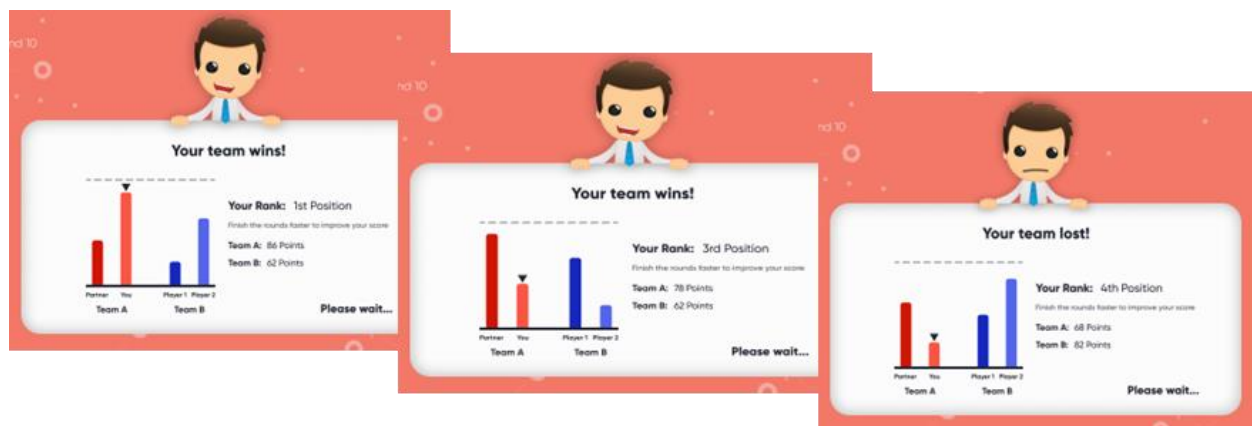 nd 10
Your team wins!
Your Rank: 1st Position
Finish the rounds faster to improve your score
Team A: 86 Points
Team B: 62 Points
Partner You Player 1 Player 2
Team A Team B
Please wait...
nd 10
Your team wins!
Your Rank: 3rd Position
Finish the rounds faster to improve your score
Team A: 78 Points
Team B: 62 Points
Partner You Player 1 Player 2
Team A Team B
Please wait...
nd 10
Your team lost!
Your Rank: 4th Position
Finish the rounds faster to improve your score
Team A: 68 Points
Team B: 82 Points
Partner You Player 1 Player 2
Team A Team B
Please wait...